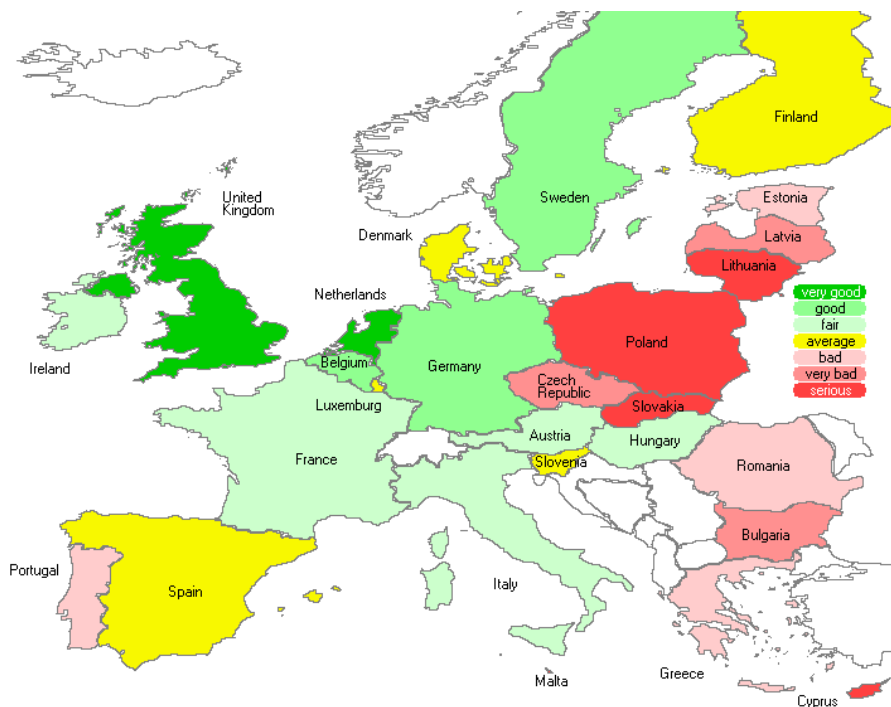 Finland
United
Kingdom
Sweden
Estonia
Denmark
Latvia
Lithuania
Netherlands
very good
good
fair
average
bad
very bad
serious
Ireland
Belgium
Germany
Poland
Czech
Republic
Luxemburg
Slovakia
Austria
Hungary
France
Slovenia
Romania
Bulgaria
Portugal
Spain
Italy
Malta
Greece
Cyprus